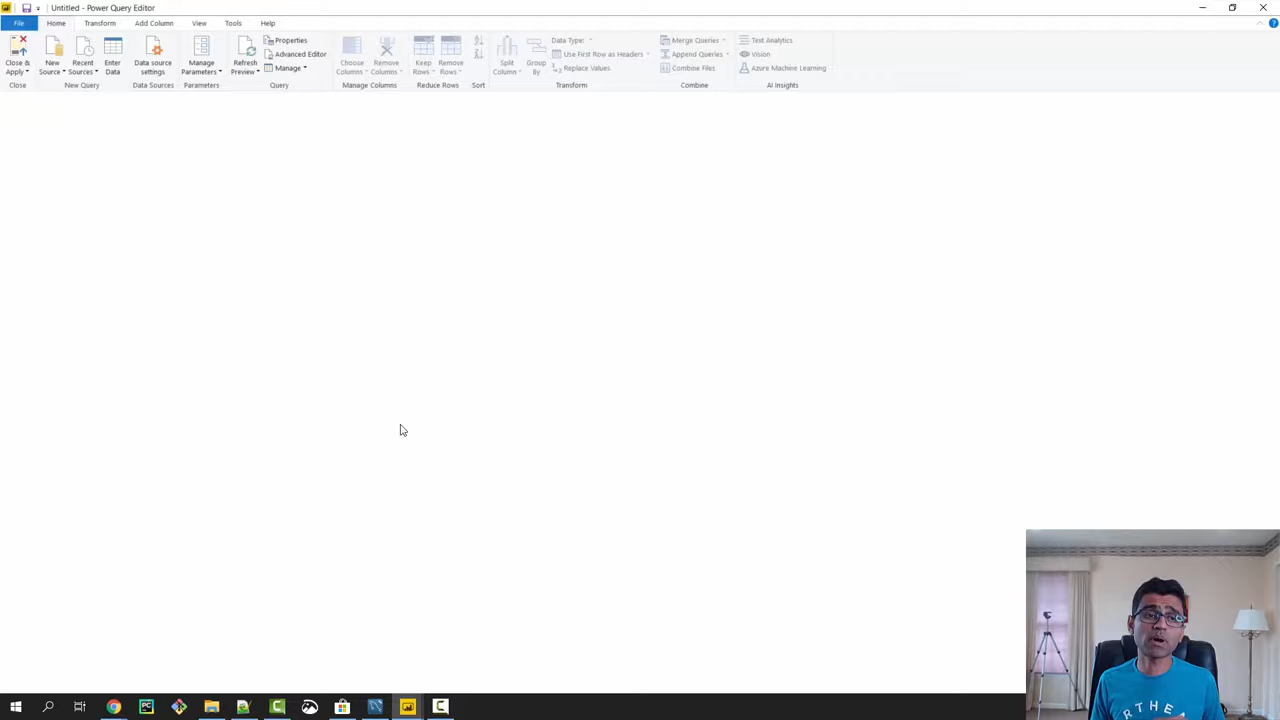 Untitled - Power Query Editor
File Home Transform Add Column View Tools Help
Close & Apply
New Source
Recent Sources
Enter Data
Data source settings
Manage Parameters
Refresh Preview
Properties
Advanced Editor
Manage
Choose Columns
Remove Columns
Keep Rows
Remove Rows
Split Column
Group By
Data Type:
Use First Row as Headers
Replace Values
Merge Queries
Append Queries
Combine Files
Text Analytics
Vision
Azure Machine Learning
Close New Query Data Sources Parameters Query Manage Columns Reduce Rows Sort Transform Combine AI Insights
PC